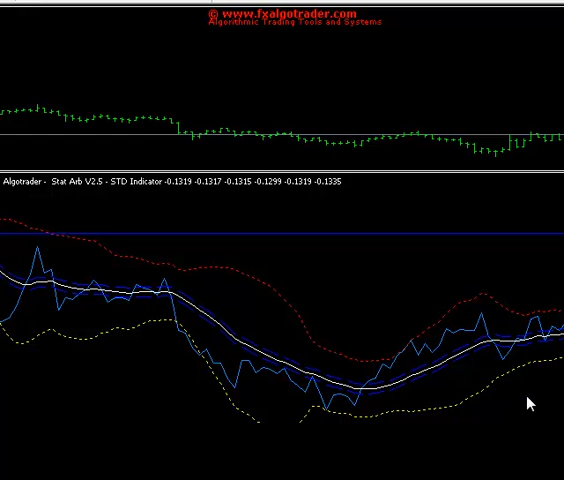 © www.fxalgotrader.com
Algorithmic Trading Tools and Systems
Algotrader - Stat Arb V2.5 - STD Indicator -0.1319 -0.1317 -0.1315 -0.1299 -0.1319 -0.1335